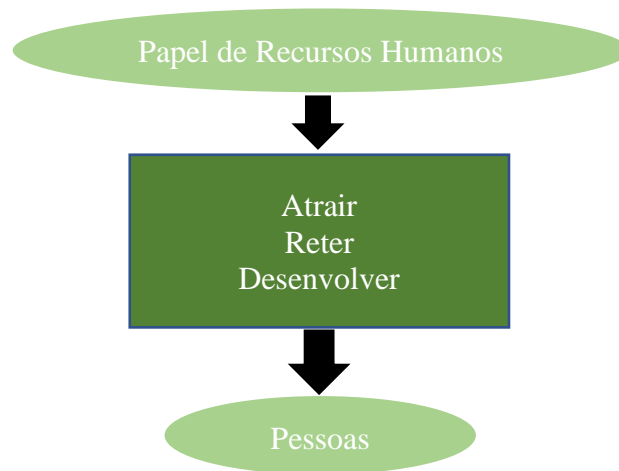 Papel de Recursos Humanos
Atrair
Reter
Desenvolver
Pessoas